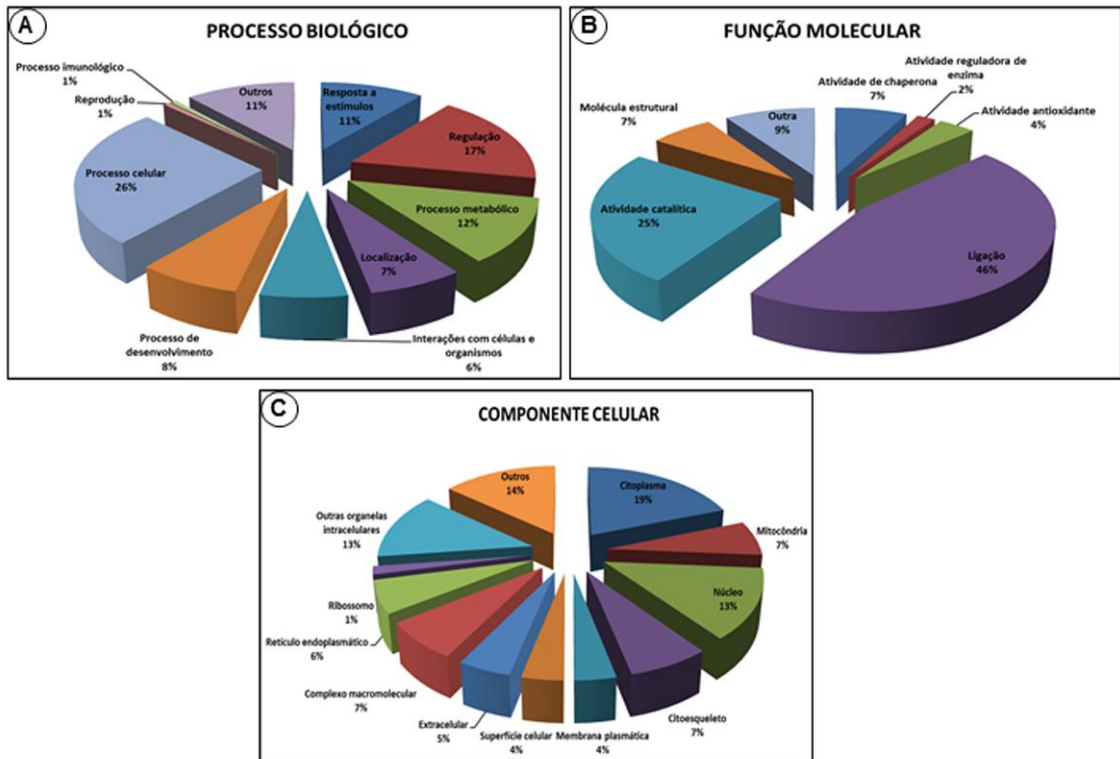 A
PROCESSO BIOLÓGICO
Processo imunológico
1%
Reprodução
1%
Outros
11%
Resposta a
estímulos
11%
Regulação
17%
Processo celular
26%
Processo metabólico
12%
Localização
7%
Processo de
desenvolvimento
8%
Interações com células e
organismos
6%
B
FUNÇÃO MOLECULAR
Atividade reguladora de
enzima
2%
Atividade de chaperona
7%
Molécula estrutural
7%
Outra
9%
Atividade antioxidante
4%
Atividade catalítica
25%
Ligação
46%
C
COMPONENTE CELULAR
Outros
14%
Citoplasma
19%
Outras organelas
intracelulares
13%
Mitocôndria
7%
Núcleo
13%
Ribossomo
1%
Retículo endoplasmático
6%
Complexo macromolecular
7%
Extracelular
5%
Superfície celular
4%
Membrana plasmática
4%
Citoesqueleto
7%